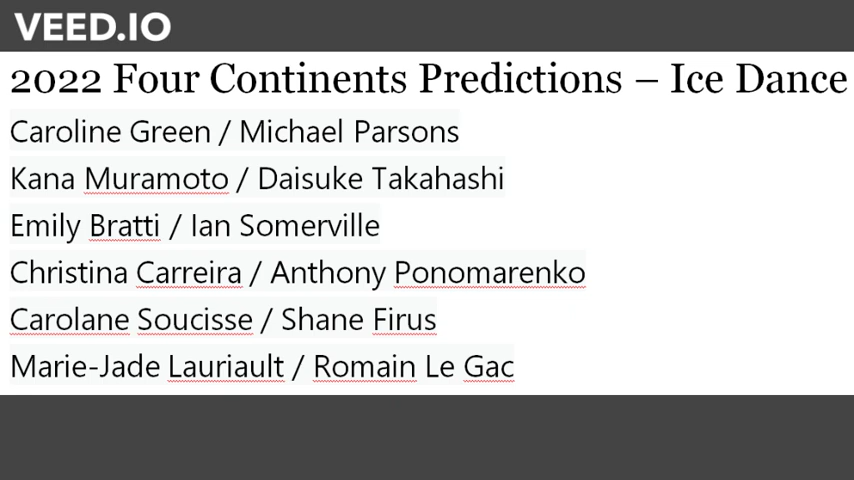 VEED.IO
2022 Four Continents Predictions – Ice Dance
Caroline Green / Michael Parsons
Kana Muramoto / Daisuke Takahashi
Emily Bratti / Ian Somerville
Christina Carreira / Anthony Ponomarenko
Carolane Soucisse / Shane Firus
Marie-Jade Lauriault / Romain Le Gac